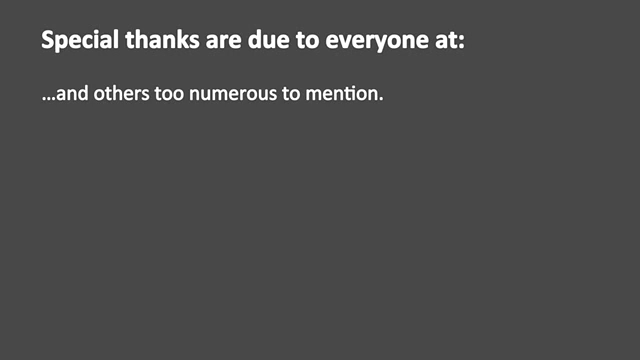 Special thanks are due to everyone at:
…and others too numerous to mention.